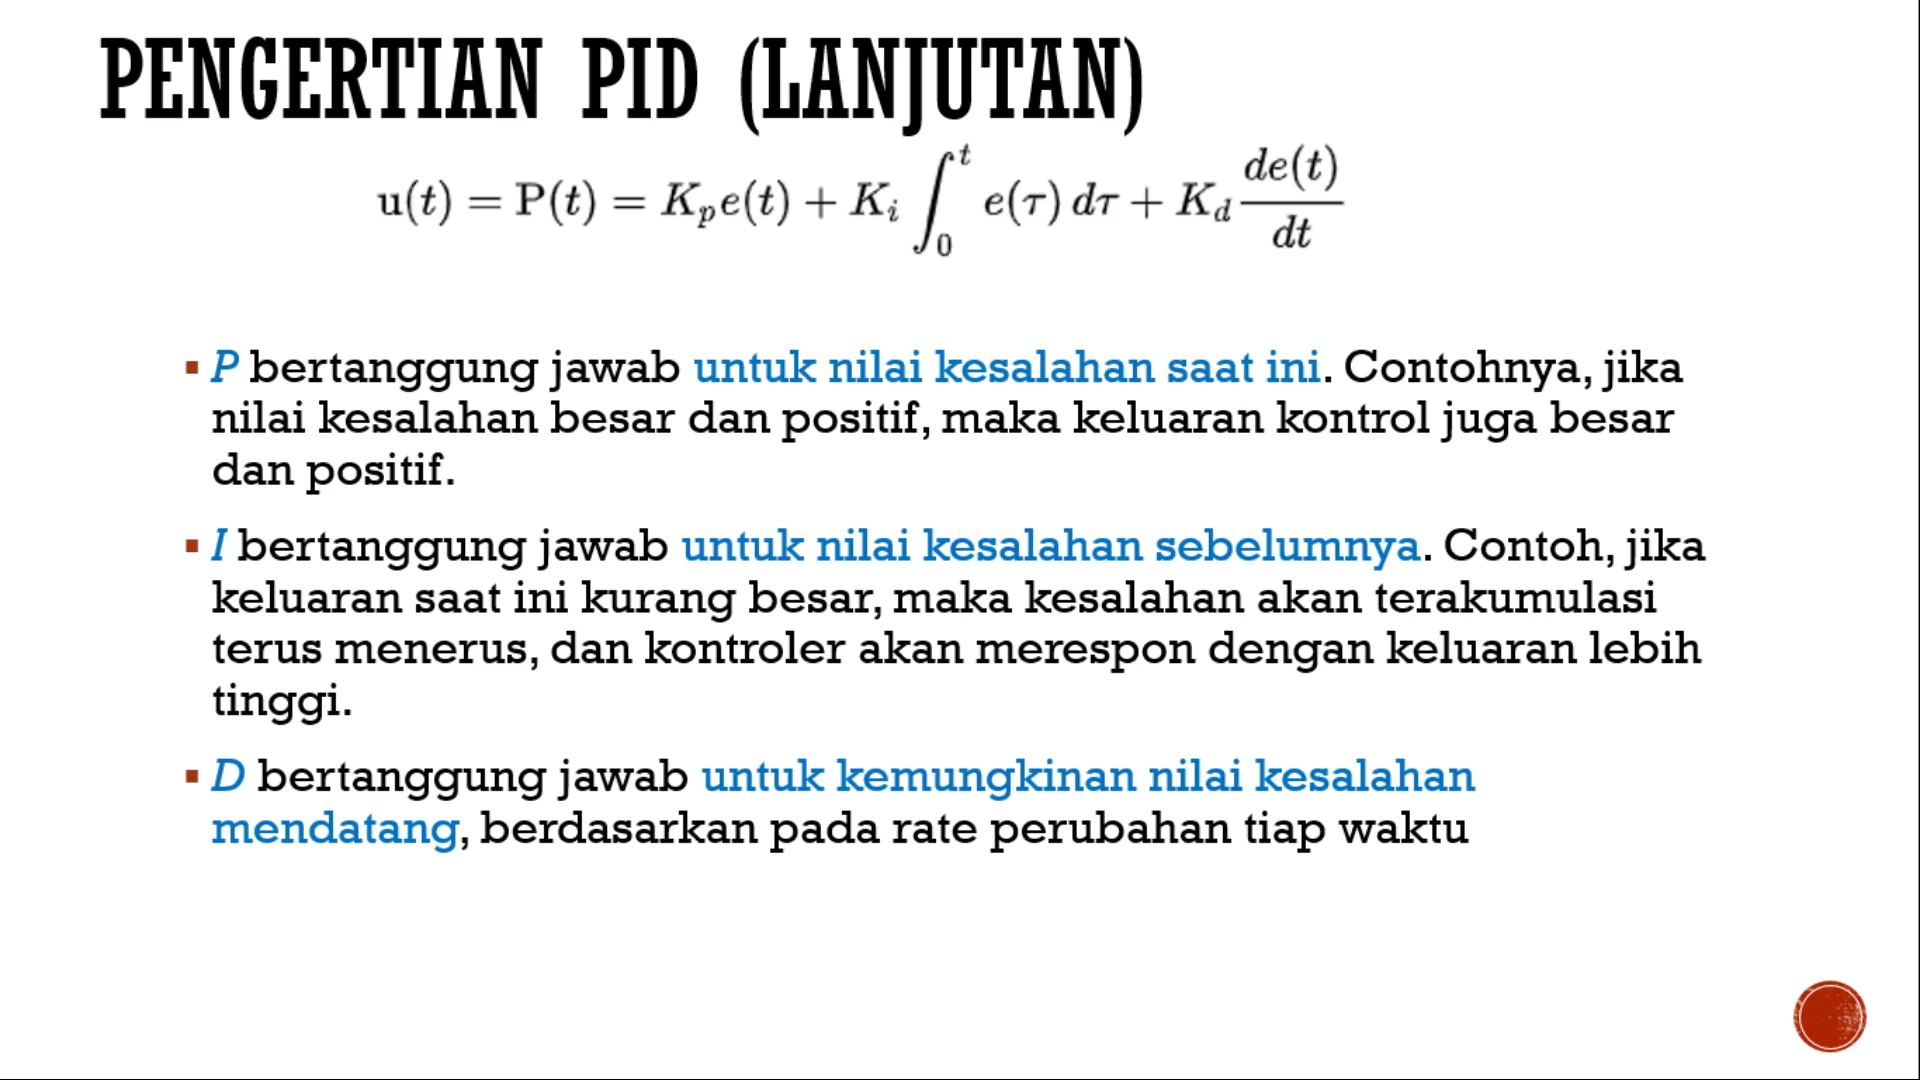 PENGERTIAN PID (LANJUTAN)
u(t) = P(t) = K_p e(t) + K_i ∫_0^t e(τ) dτ + K_d de(t)/dt
▪ P bertanggung jawab untuk nilai kesalahan saat ini. Contohnya, jika
nilai kesalahan besar dan positif, maka keluaran kontrol juga besar
dan positif.
▪ I bertanggung jawab untuk nilai kesalahan sebelumnya. Contoh, jika
keluaran saat ini kurang besar, maka kesalahan akan terakumulasi
terus menerus, dan kontroler akan merespon dengan keluaran lebih
tinggi.
▪ D bertanggung jawab untuk kemungkinan nilai kesalahan
mendatang, berdasarkan pada rate perubahan tiap waktu